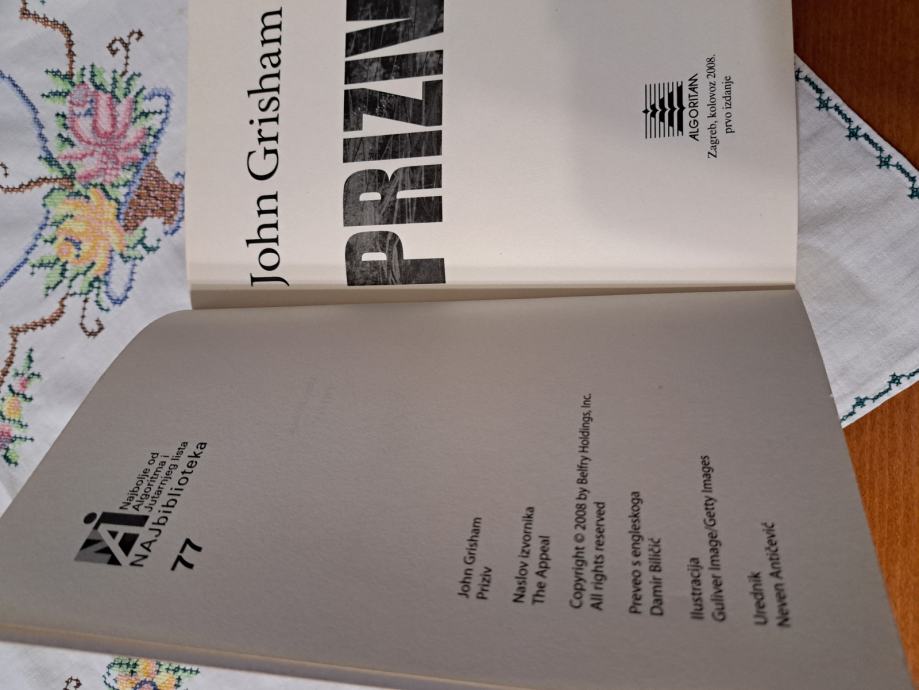 NAJ
Najbolje od
Algoritma i
Jutarnjeg lista
NAJbiblioteka
77
John Grisham
Priziv
Naslov izvornika
The Appeal
Copyright © 2008 by Belfry Holdings, Inc.
All rights reserved
Preveo s engleskoga
Damir Biličić
Ilustracija
Guliver Image/Getty Images
Urednik
Neven Antičević
John Grisham
PRIZIV
ALGORITAM
Zagreb, kolovoz 2008.
prvo izdanje